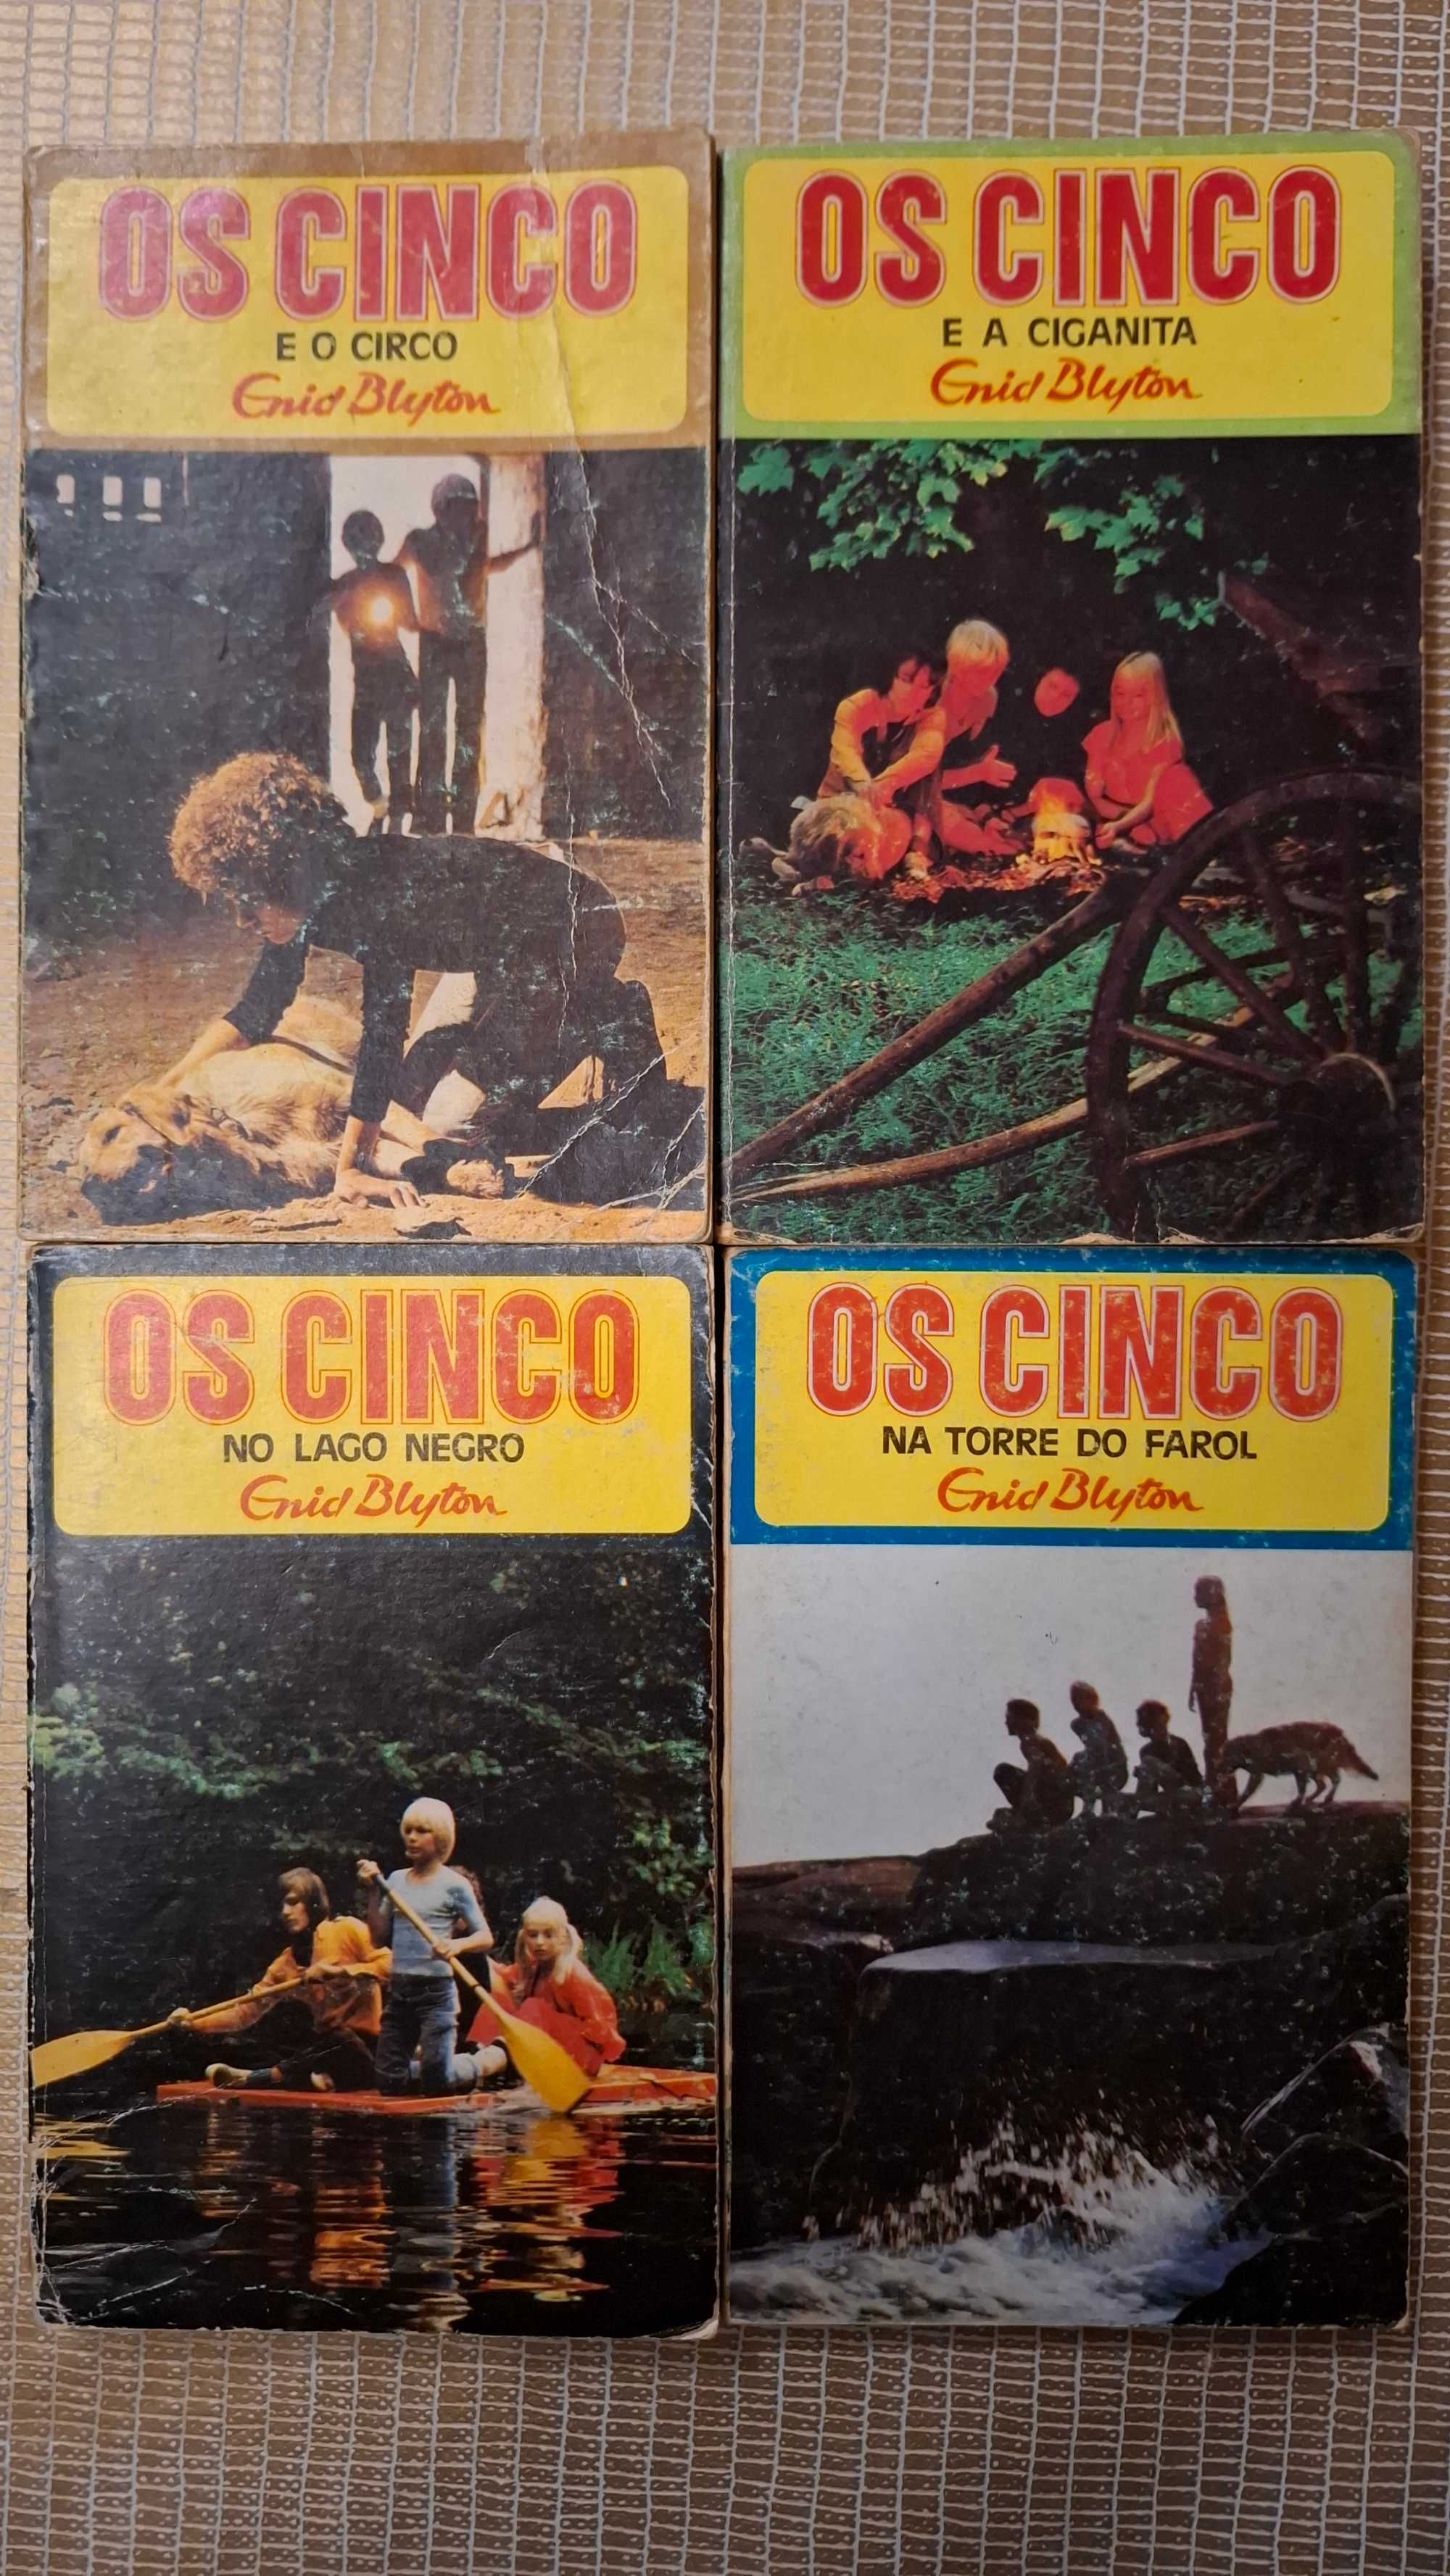 OS CINCO
E O CIRCO
Enid Blyton
OS CINCO
E A CIGANITA
Enid Blyton
OS CINCO
NO LAGO NEGRO
Enid Blyton
OS CINCO
NA TORRE DO FAROL
Enid Blyton